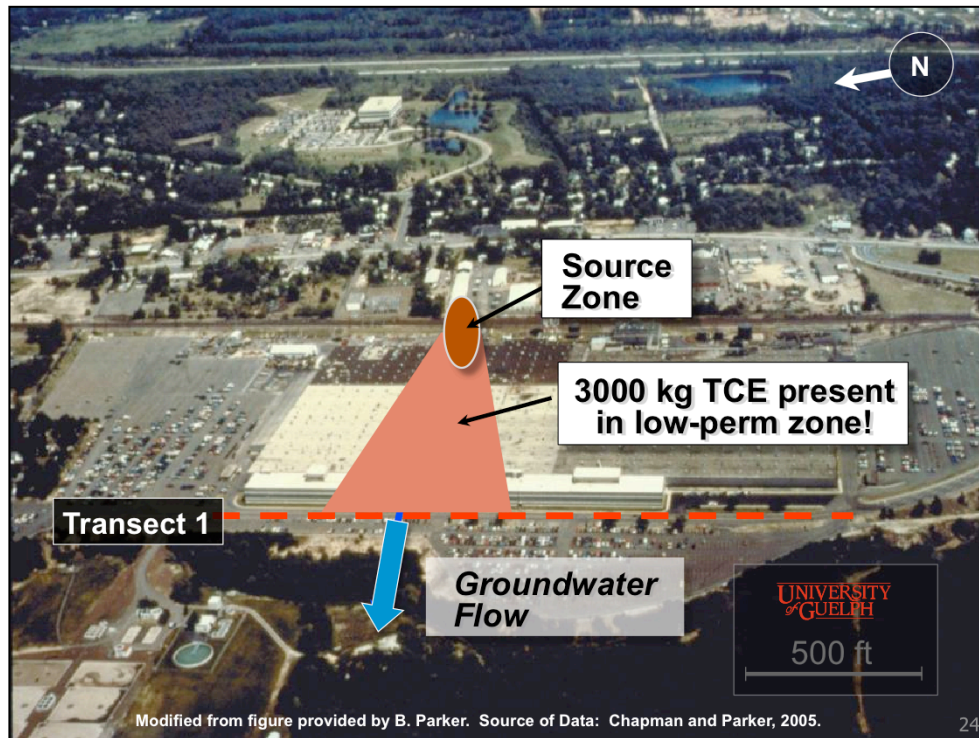 N
Source
Zone
3000 kg TCE present
in low-perm zone!
Transect 1
Groundwater
Flow
UNIVERSITY
of GUELPH
500 ft
Modified from figure provided by B. Parker. Source of Data: Chapman and Parker, 2005.
24